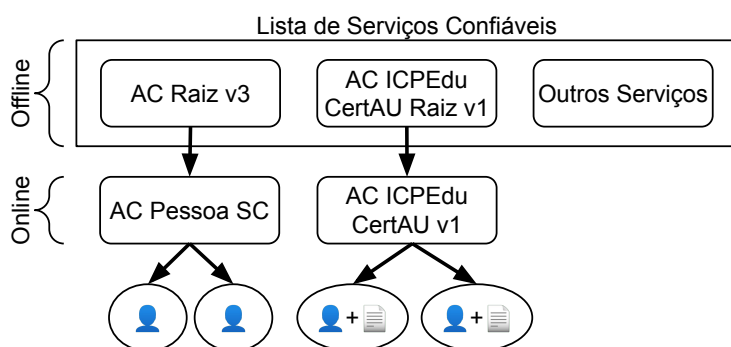 Lista de Serviços Confiáveis
Offline
AC Raiz v3
AC ICPEdu
CertAU Raiz v1
Outros Serviços
Online
AC Pessoa SC
AC ICPEdu
CertAU v1
+
+